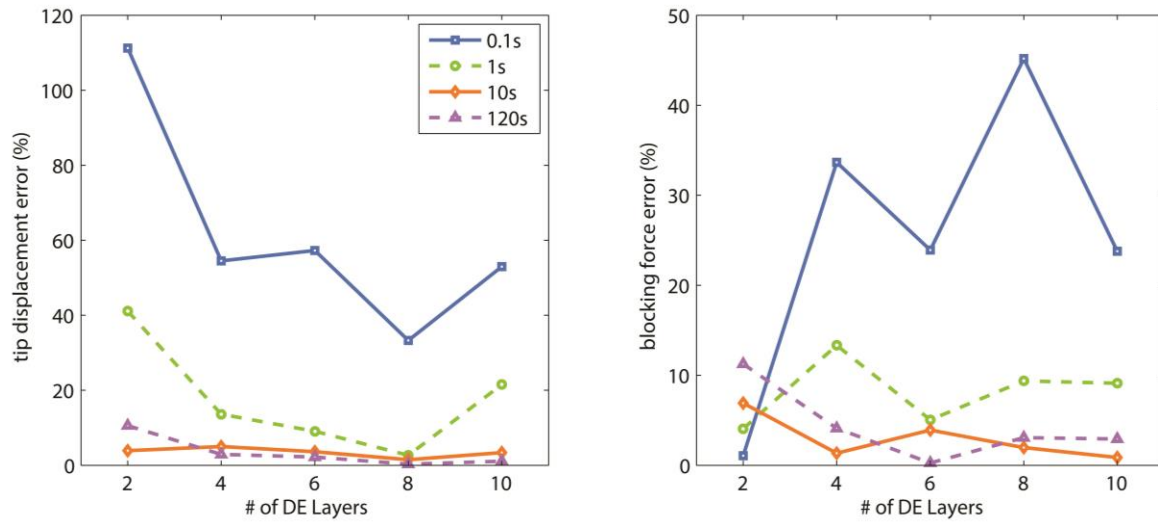 120
100
80
60
40
20
0
tip displacement error (%)
0.1s
1s
10s
120s
2 4 6 8 10
# of DE Layers
50
40
30
20
10
0
blocking force error (%)
2 4 6 8 10
# of DE Layers